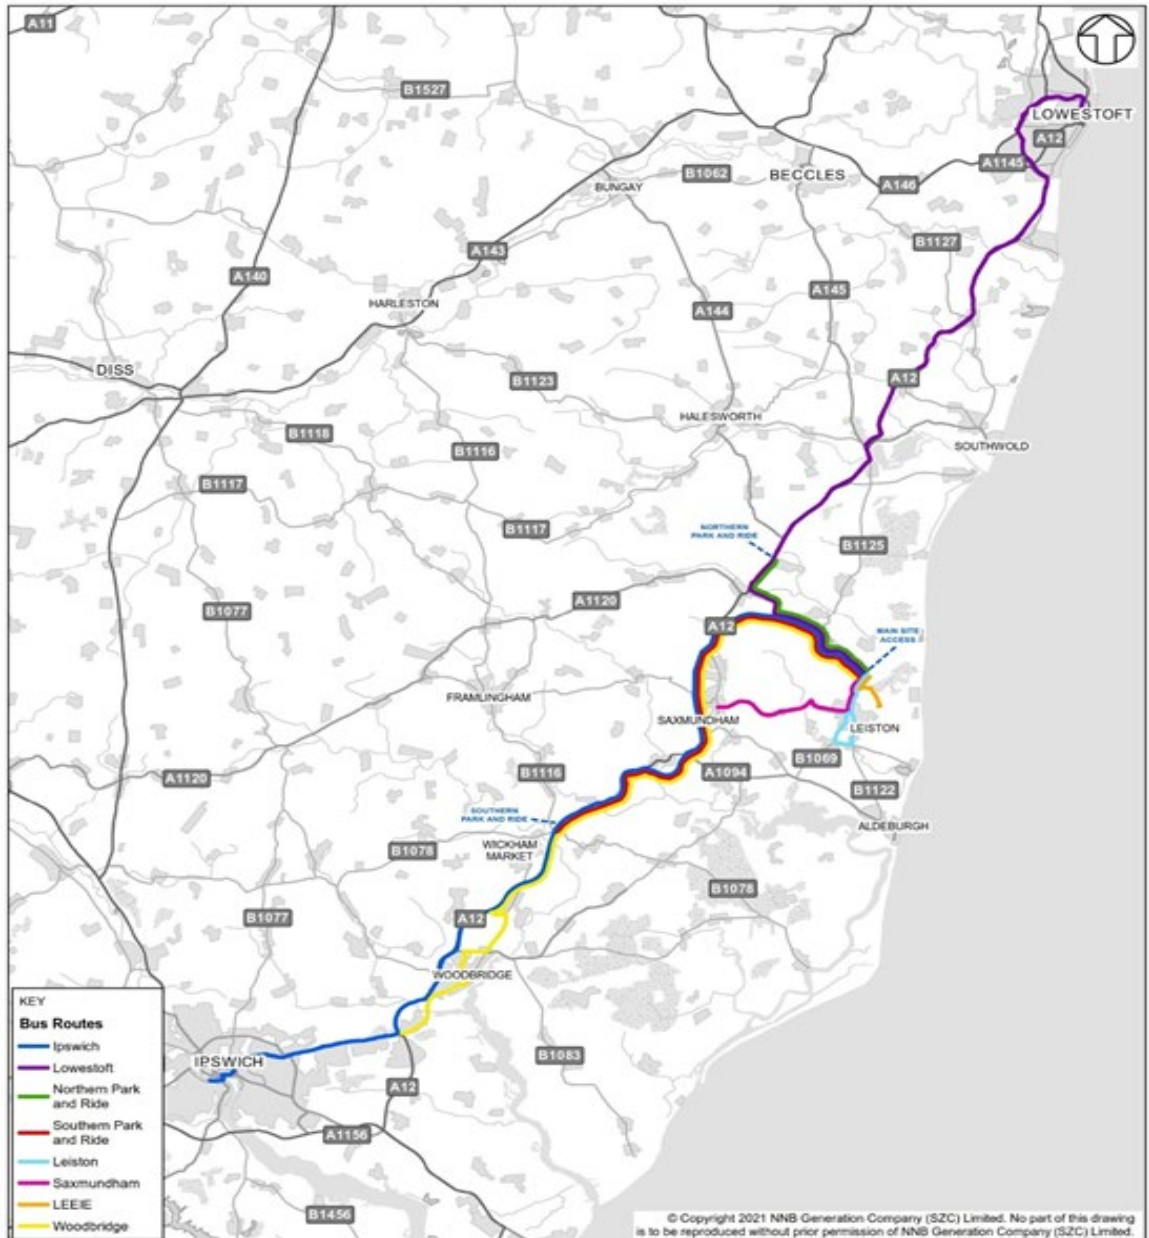 A11
B1527
LOWESTOFT
A12
A1145
B1062
BECCLES
A146
BUNGAY
B1127
A143
A140
A145
HARLESTON
A144
DISS
A12
B1123
HALESWORTH
B1118
SOUTHWOLD
B1116
B1117
NORTHERN
PARK AND RIDE
B1117
B1125
A1120
B1077
A12
MAIN SITE
ACCESS
FRAMLINGHAM
SAXMUNDHAM
LEISTON
B1069
A1120
B1116
A1094
B1122
SOUTHERN
PARK AND RIDE
ALDEBURGH
WICKHAM
MARKET
B1078
B1078
B1077
A12
WOODBRIDGE
KEY
Bus Routes
Ipswich
Lowestoft
Northern Park
and Ride
Southern Park
and Ride
Leiston
Saxmundham
LEEIE
Woodbridge
IPSWICH
B1083
A12
A1156
B1456
© Copyright 2021 NNB Generation Company (SZC) Limited. No part of this drawing
is to be reproduced without prior permission of NNB Generation Company (SZC) Limited.